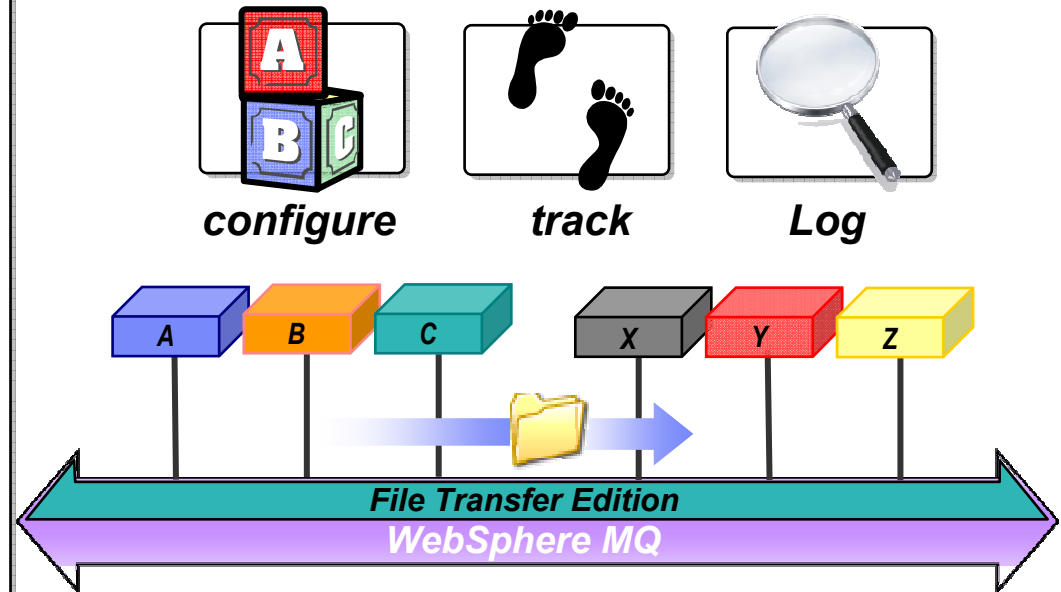 A
B C
configure track Log
A B C X Y Z
File Transfer Edition
WebSphere MQ